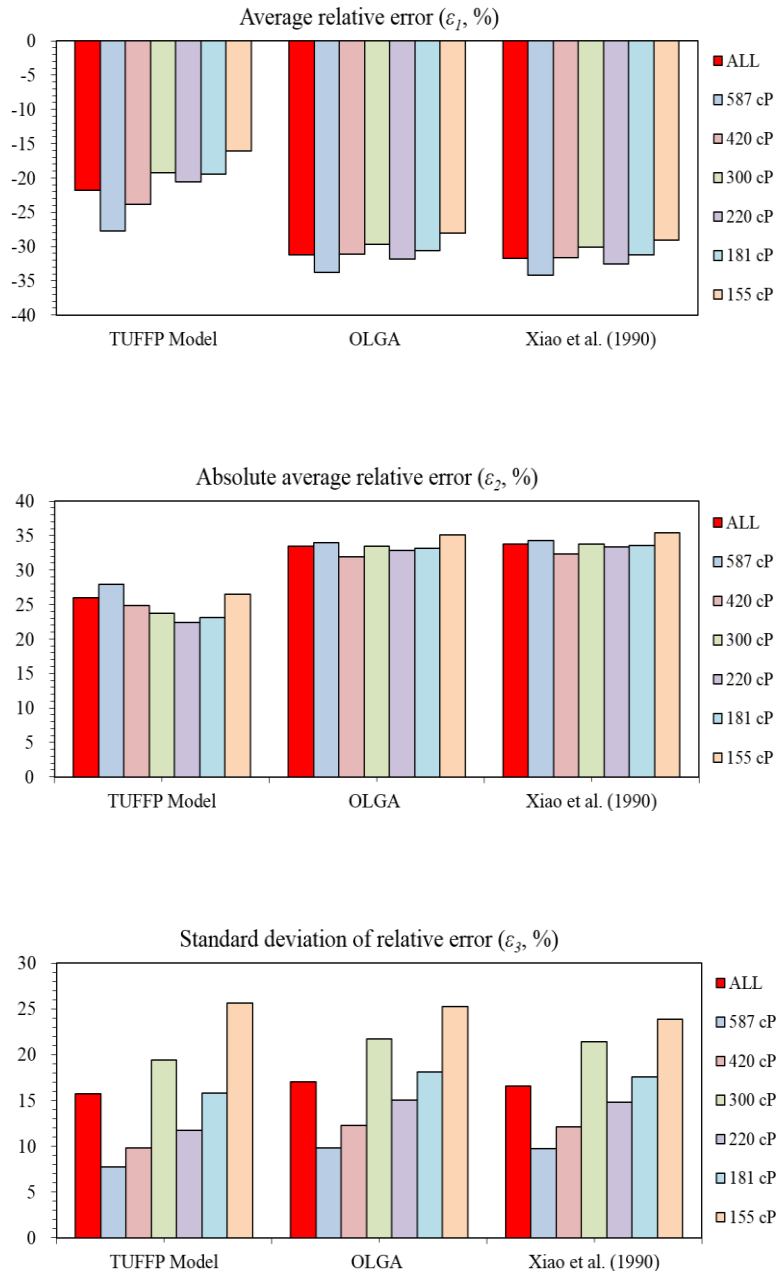 Average relative error (ε1, %)
0
-5
-10
-15
-20
-25
-30
-35
-40
TUFFP Model
OLGA
Xiao et al. (1990)
ALL
587 cP
420 cP
300 cP
220 cP
181 cP
155 cP
Absolute average relative error (ε2, %)
40
35
30
25
20
15
10
5
0
TUFFP Model
OLGA
Xiao et al. (1990)
ALL
587 cP
420 cP
300 cP
220 cP
181 cP
155 cP
Standard deviation of relative error (ε3, %)
30
25
20
15
10
5
0
TUFFP Model
OLGA
Xiao et al. (1990)
ALL
587 cP
420 cP
300 cP
220 cP
181 cP
155 cP